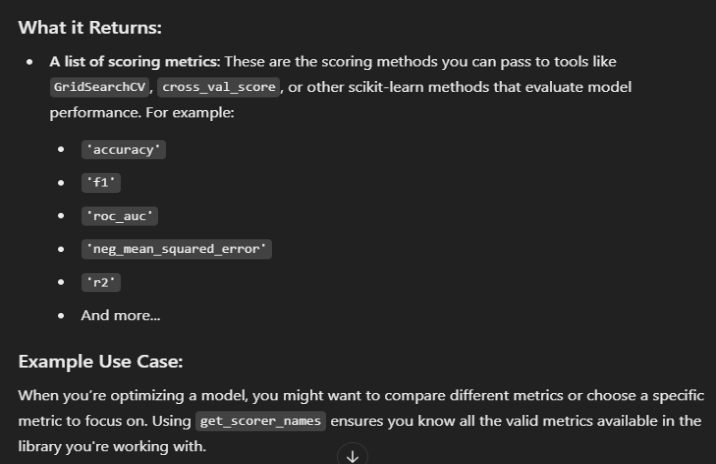 What it Returns:
• A list of scoring metrics: These are the scoring methods you can pass to tools like
GridSearchCV, cross_val_score, or other scikit-learn methods that evaluate model
performance. For example:
• 'accuracy'
• 'f1'
• 'roc_auc'
• 'neg_mean_squared_error'
• 'r2'
• And more...
Example Use Case:
When you're optimizing a model, you might want to compare different metrics or choose a specific
metric to focus on. Using get_scorer_names ensures you know all the valid metrics available in the
library you're working with.